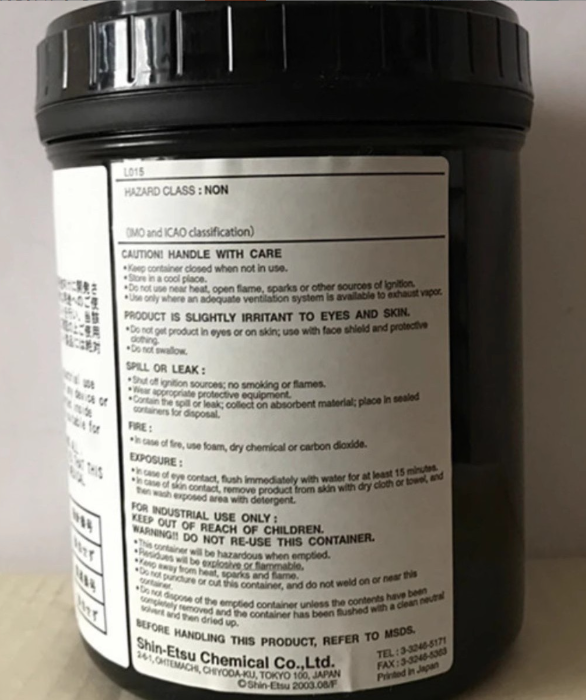 L015
HAZARD CLASS : NON
(IMO and ICAO classification)
CAUTION! HANDLE WITH CARE
•Keep container closed when not in use.
•Store in a cool place.
•Do not use near heat, open flame, sparks or other sources of ignition.
•Use only where an adequate ventilation system is available to exhaust vapor.
PRODUCT IS SLIGHTLY IRRITANT TO EYES AND SKIN.
•Do not get product in eyes or on skin; use with face shield and protective
clothing.
•Do not swallow.
SPILL OR LEAK :
•Shut off ignition sources; no smoking or flames.
•Wear appropriate protective equipment.
•Contain the spill or leak; collect on absorbent material; place in sealed
containers for disposal.
FIRE :
•In case of fire, use foam, dry chemical or carbon dioxide.
EXPOSURE :
•In case of eye contact, flush immediately with water for at least 15 minutes.
•In case of skin contact, remove product from skin with dry cloth or towel, and
then wash exposed area with detergent.
FOR INDUSTRIAL USE ONLY :
KEEP OUT OF REACH OF CHILDREN.
WARNING!! DO NOT RE-USE THIS CONTAINER.
•This container will be hazardous when emptied.
•Residues will be explosive or flammable.
•Keep away from heat, sparks and flame.
•Do not puncture or cut this container, and do not weld on or near this
container.
•Do not dispose of the emptied container unless the contents have been
completely removed and the container has been flushed with a clean neutral
solvent and then dried up.
BEFORE HANDLING THIS PRODUCT, REFER TO MSDS.
Shin-Etsu Chemical Co.,Ltd.
2-6-1, OHTEMACHI, CHIYODA-KU, TOKYO 100, JAPAN
©Shin-Etsu 2003.06/F
TEL : 3-3246-5171
FAX : 3-3246-5363
Printed in Japan
use
device or
for
THAT THIS